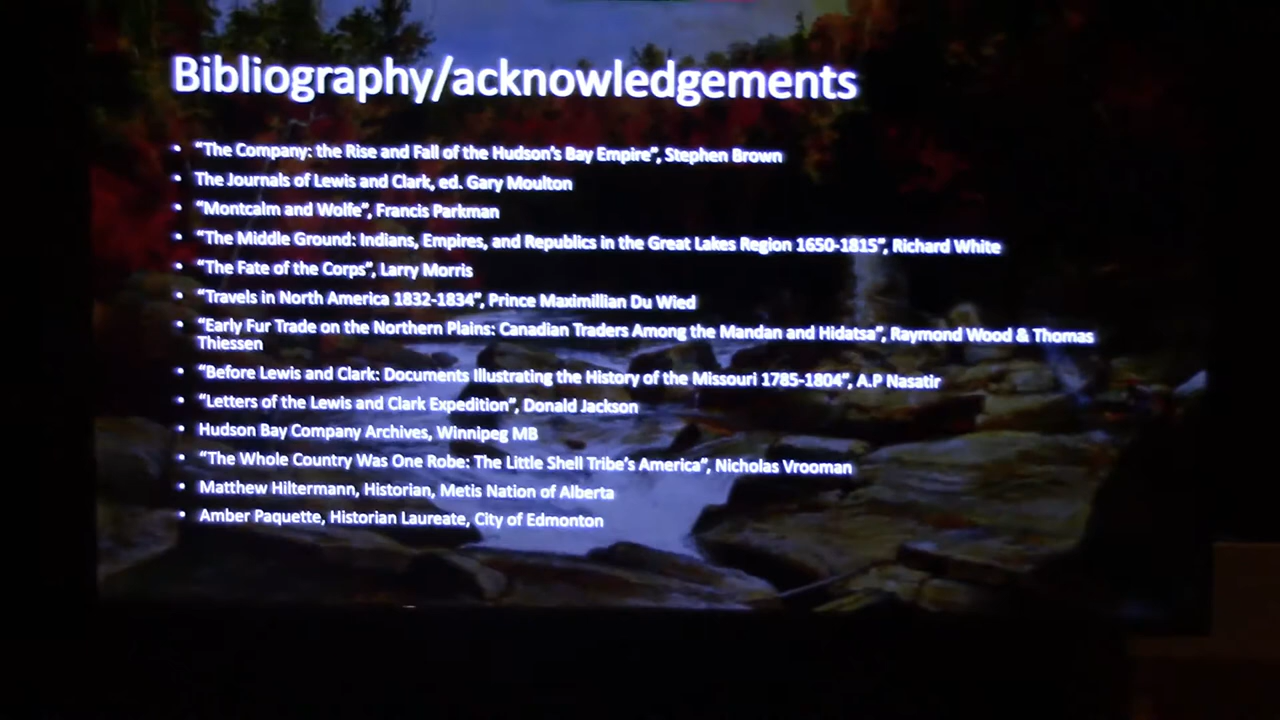 Bibliography/acknowledgements
• “The Company: the Rise and Fall of the Hudson’s Bay Empire”, Stephen Brown
• The Journals of Lewis and Clark, ed. Gary Moulton
• “Montcalm and Wolfe”, Francis Parkman
• “The Middle Ground: Indians, Empires, and Republics in the Great Lakes Region 1650-1815”, Richard White
• “The Fate of the Corps”, Larry Morris
• “Travels in North America 1832-1834”, Prince Maximillian Du Wied
• “Early Fur Trade on the Northern Plains: Canadian Traders Among the Mandan and Hidatsa”, Raymond Wood & Thomas
Thiessen
• “Before Lewis and Clark: Documents Illustrating the History of the Missouri 1785-1804”, A.P Nasatir
• “Letters of the Lewis and Clark Expedition”, Donald Jackson
• Hudson Bay Company Archives, Winnipeg MB
• “The Whole Country Was One Robe: The Little Shell Tribe’s America”, Nicholas Vrooman
• Matthew Hiltermann, Historian, Metis Nation of Alberta
• Amber Paquette, Historian Laureate, City of Edmonton